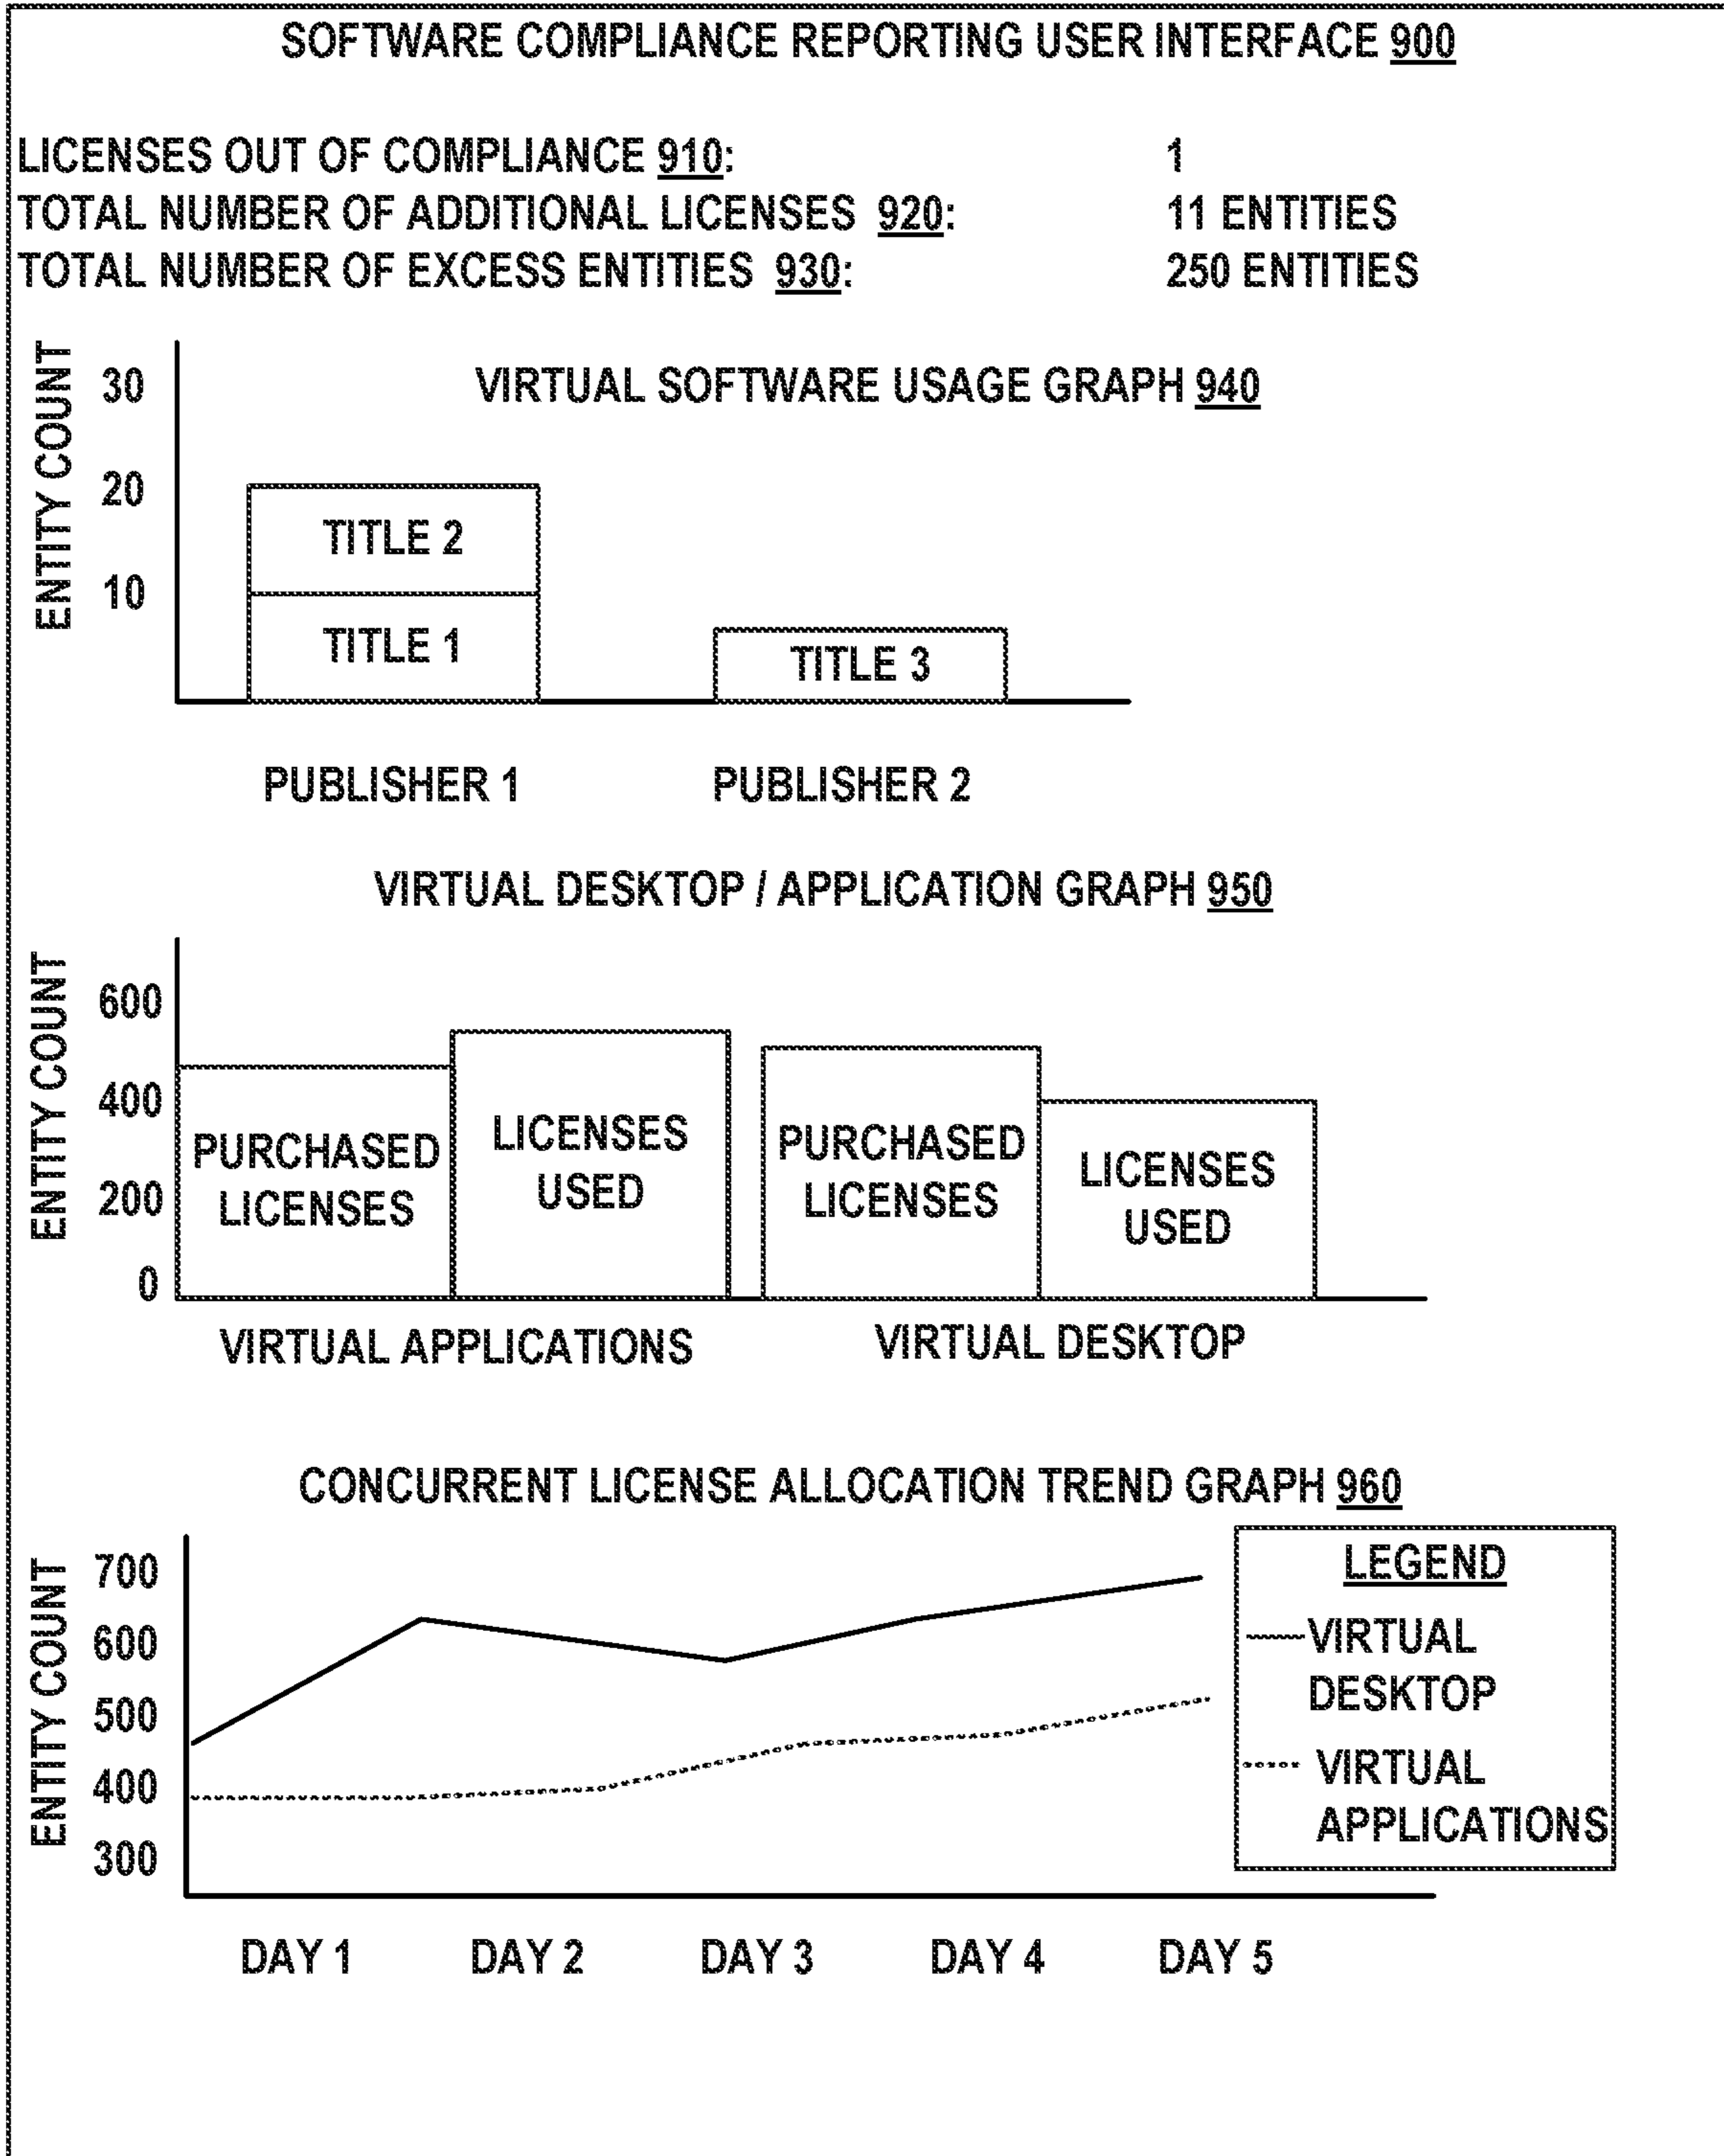 SOFTWARE COMPLIANCE REPORTING USER INTERFACE 900
LICENSES OUT OF COMPLIANCE 910: 1
TOTAL NUMBER OF ADDITIONAL LICENSES 920: 11 ENTITIES
TOTAL NUMBER OF EXCESS ENTITIES 930: 250 ENTITIES
VIRTUAL SOFTWARE USAGE GRAPH 940
ENTITY COUNT
30
20
10
TITLE 2
TITLE 1
TITLE 3
PUBLISHER 1 PUBLISHER 2
VIRTUAL DESKTOP / APPLICATION GRAPH 950
ENTITY COUNT
600
400
200
0
PURCHASED
LICENSES
LICENSES
USED
PURCHASED
LICENSES
LICENSES
USED
VIRTUAL APPLICATIONS VIRTUAL DESKTOP
CONCURRENT LICENSE ALLOCATION TREND GRAPH 960
ENTITY COUNT
700
600
500
400
300
LEGEND
VIRTUAL
DESKTOP
VIRTUAL
APPLICATIONS
DAY 1 DAY 2 DAY 3 DAY 4 DAY 5